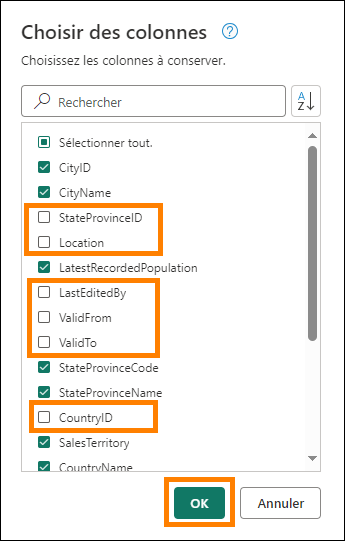 Choisir des colonnes
Choisissez les colonnes à conserver.
Rechercher
Sélectionner tout.
CityID
CityName
StateProvinceID
Location
LatestRecordedPopulation
LastEditedBy
ValidFrom
ValidTo
StateProvinceCode
StateProvinceName
CountryID
SalesTerritory
CountryName
OK
Annuler